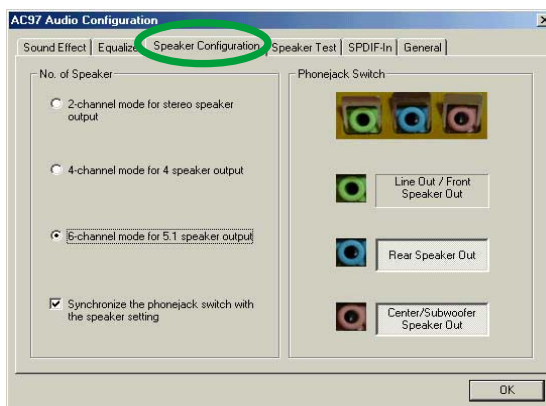 AC97 Audio Configuration
Sound Effect
Equalize
Speaker Configuration
Speaker Test
SPDIF-In
General
No. of Speaker
2-channel mode for stereo speaker
output
4-channel mode for 4 speaker output
6-channel mode for 5.1 speaker output
Synchronize the phonejack switch with
the speaker setting
Phonejack Switch
Line Out / Front
Speaker Out
Rear Speaker Out
Center/Subwoofer
Speaker Out
OK